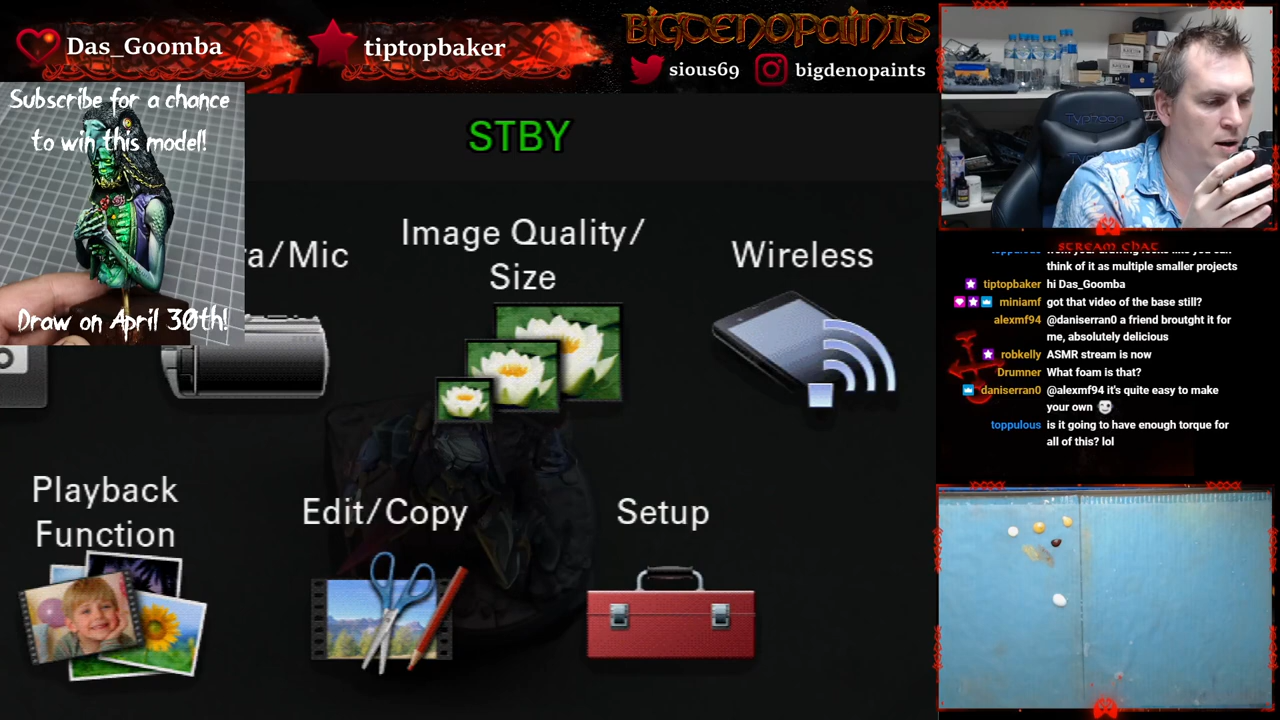 Das_Goomba
tiptopbaker
BIGDENOPAINTS
sious69
bigdenopaints
Subscribe for a chance
to win this model!
Draw on April 30th!
STBY
a/Mic
Image Quality/
Size
Wireless
Playback
Function
Edit/Copy
Setup
Typhoon
STREAM CHAT
think of it as multiple smaller projects
tiptopbaker hi Das_Goomba
miniamf got that video of the base still?
alexmf94 @daniserran0 a friend broutght it for
me, absolutely delicious
robkelly ASMR stream is now
Drumner What foam is that?
daniserran0 @alexmf94 it's quite easy to make
your own
toppulous is it going to have enough torque for
all of this? lol